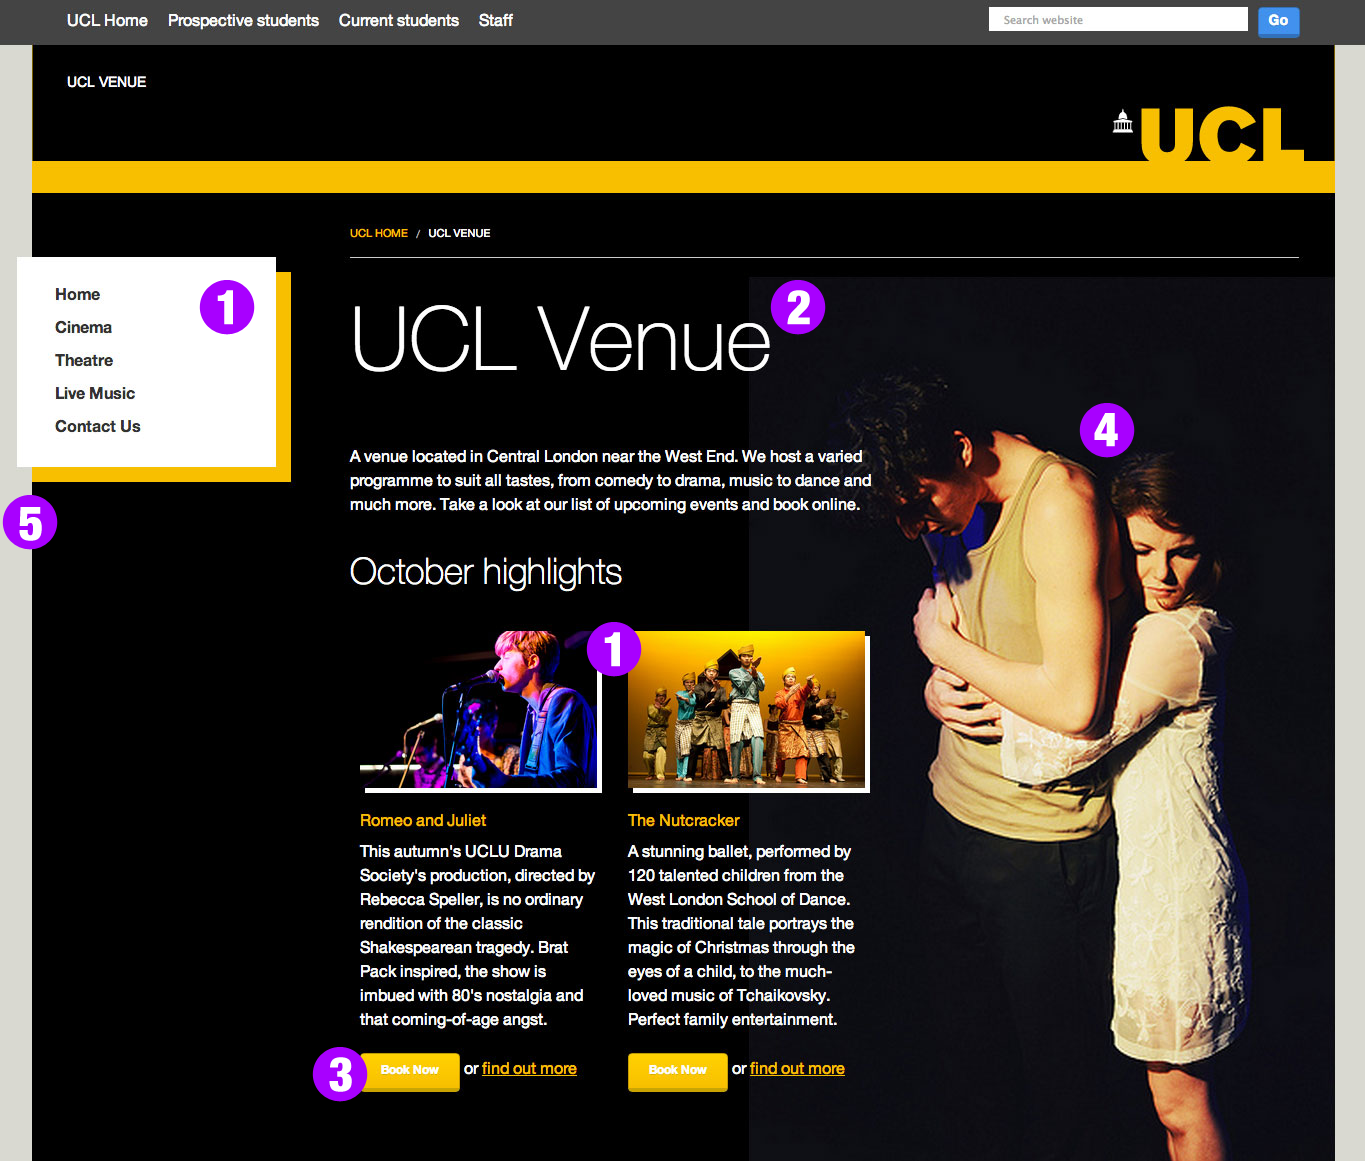 UCL Home Prospective students Current students Staff Search website Go
UCL VENUE
UCL
UCL HOME / UCL VENUE
Home
Cinema
Theatre
Live Music
Contact Us
1
5
UCL Venue
2
4
A venue located in Central London near the West End. We host a varied
programme to suit all tastes, from comedy to drama, music to dance and
much more. Take a look at our list of upcoming events and book online.
October highlights
1
Romeo and Juliet
This autumn's UCLU Drama
Society's production, directed by
Rebecca Speller, is no ordinary
rendition of the classic
Shakespearean tragedy. Brat
Pack inspired, the show is
imbued with 80's nostalgia and
that coming-of-age angst.
3
Book Now or find out more
The Nutcracker
A stunning ballet, performed by
120 talented children from the
West London School of Dance.
This traditional tale portrays the
magic of Christmas through the
eyes of a child, to the much-
loved music of Tchaikovsky.
Perfect family entertainment.
Book Now or find out more